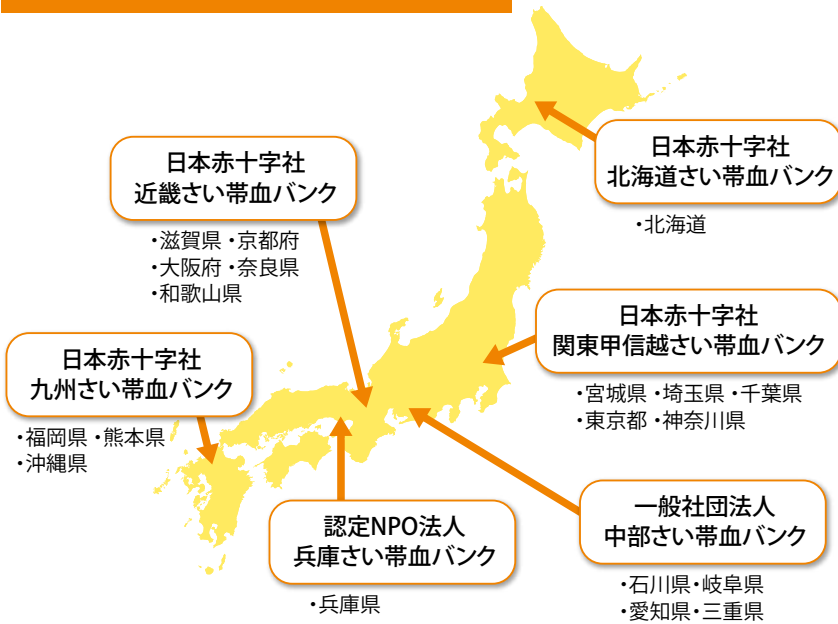 日本赤十字社
北海道さい帯血バンク
・北海道
日本赤十字社
近畿さい帯血バンク
・滋賀県・京都府
・大阪府・奈良県
・和歌山県
日本赤十字社
関東甲信越さい帯血バンク
・宮城県・埼玉県・千葉県
・東京都・神奈川県
日本赤十字社
九州さい帯血バンク
・福岡県・熊本県
・沖縄県
認定NPO法人
兵庫さい帯血バンク
・兵庫県
一般社団法人
中部さい帯血バンク
・石川県・岐阜県
・愛知県・三重県